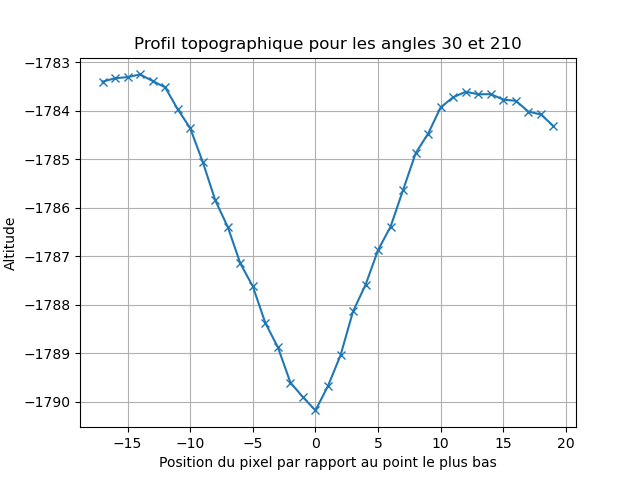 Profil topographique pour les angles 30 et 210
−1783
−1784
−1785
−1786
−1787
−1788
−1789
−1790
Altitude
−15 −10 −5 0 5 10 15 20
Position du pixel par rapport au point le plus bas